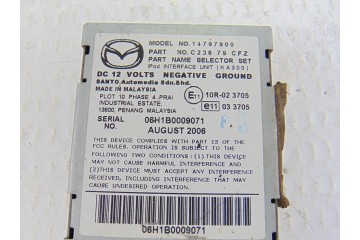 MODEL NO. 14797900
PART NO. C236 79 CFZ
PART NAME SELECTOR SET
iPod INTERFACE UNIT (KA300)
DC 12 VOLTS NEGATIVE GROUND
SANYO Automedia Sdn. Bhd.
MADE IN MALAYSIA
PLOT 10 PHASE 4 PRAI
INDUSTRIAL ESTATE,
13600, PENANG MALAYSIA
E11 10R-02 3705
e11 03 3705
SERIAL NO. 06H1B0009071
AUGUST 2006
THIS DEVICE COMPLIES WITH PART 15 OF THE
FCC RULES. OPERATION IS SUBJECT TO THE
FOLLOWING TWO CONDITIONS: (1) THIS DEVICE
MAY NOT CAUSE HARMFUL INTERFERENCE AND
(2) THIS DEVICE MUST ACCEPT ANY INTERFERENCE
RECEIVED, INCLUDING INTERFERENCE THAT MAY
CAUSE UNDESIRED OPERATION.
06H1B0009071